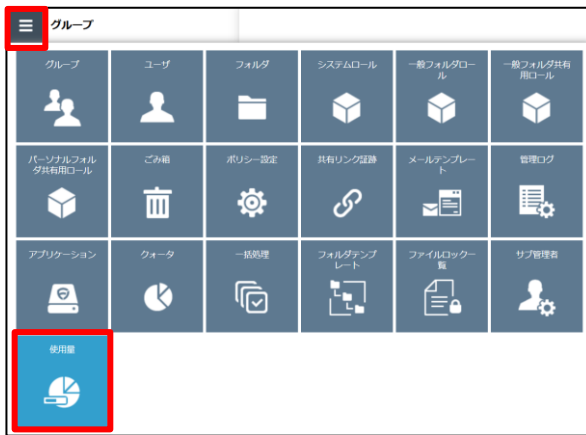 グループ
グループ
ユーザ
フォルダ
システムロール
一般フォルダロー
ル
一般フォルダ共有
用ロール
パーソナルフォル
ダ共有用ロール
ごみ箱
ポリシー設定
共有リンク証跡
メールテンプレー
ト
管理ログ
アプリケーション
クォータ
一括処理
フォルダテンプ
レート
ファイルロック一
覧
サブ管理者
使用量